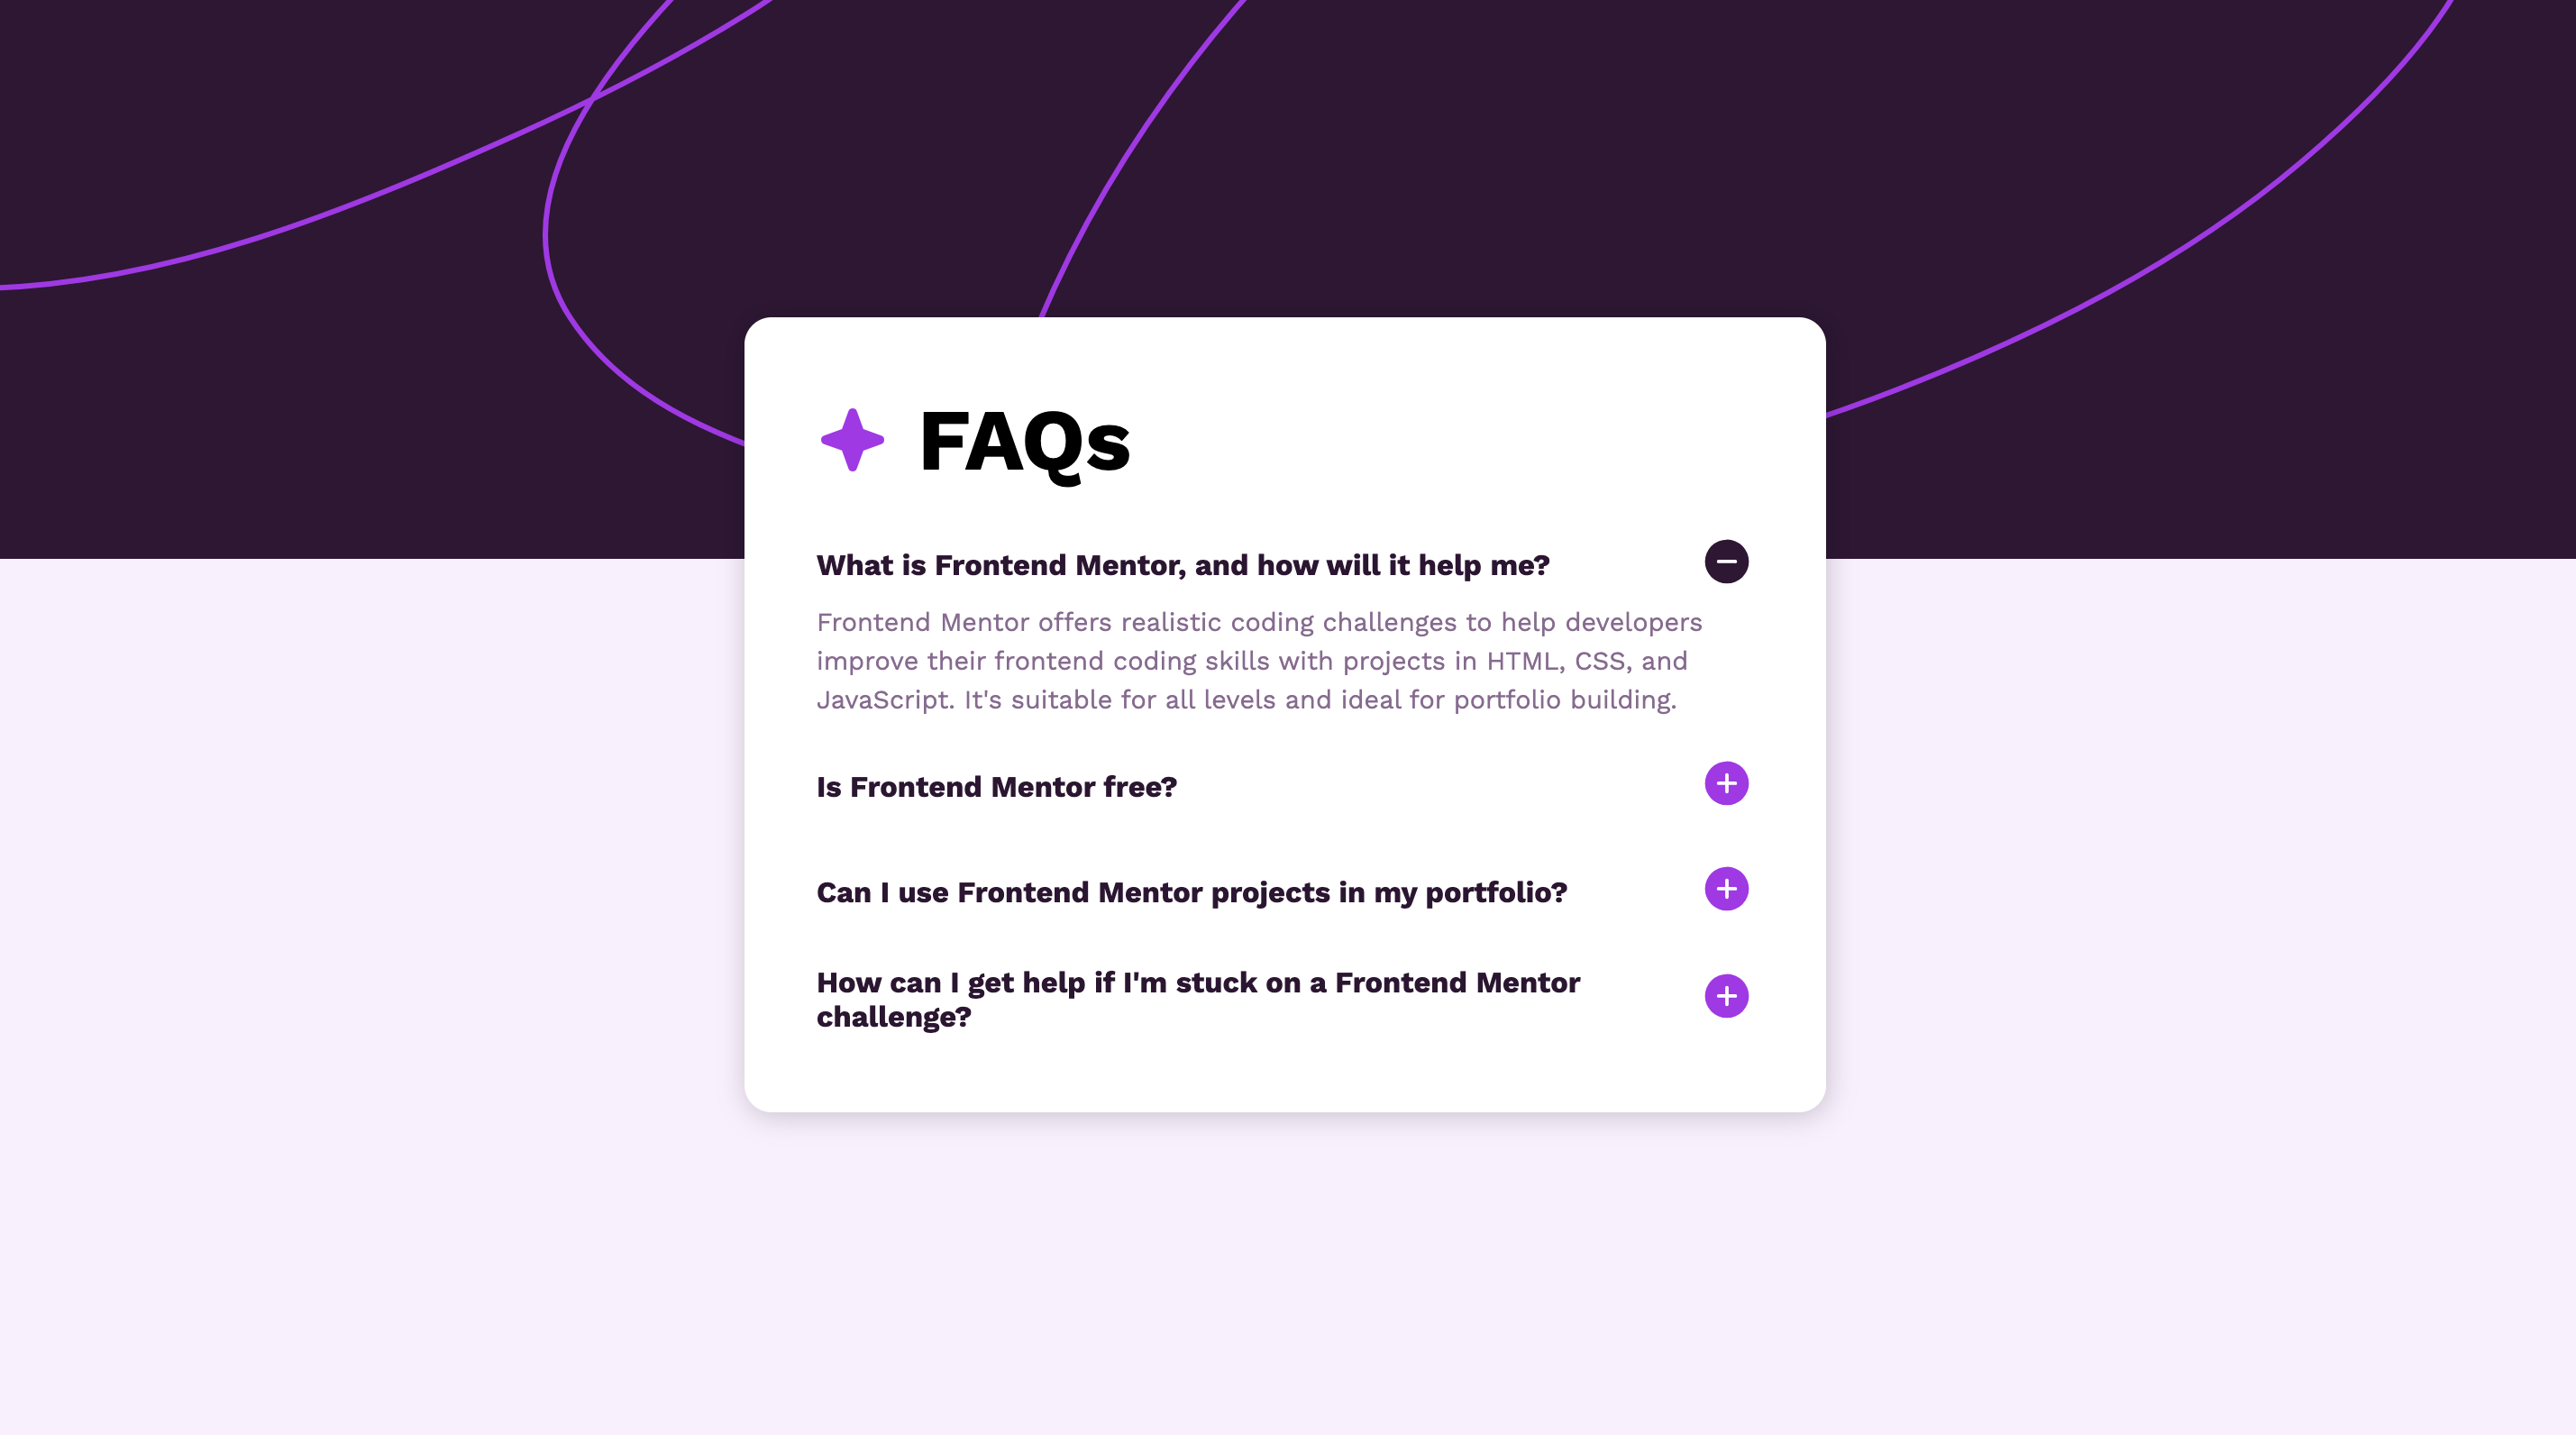 FAQs
What is Frontend Mentor, and how will it help me?
Frontend Mentor offers realistic coding challenges to help developers
improve their frontend coding skills with projects in HTML, CSS, and
JavaScript. It's suitable for all levels and ideal for portfolio building.
Is Frontend Mentor free?
Can I use Frontend Mentor projects in my portfolio?
How can I get help if I'm stuck on a Frontend Mentor
challenge?